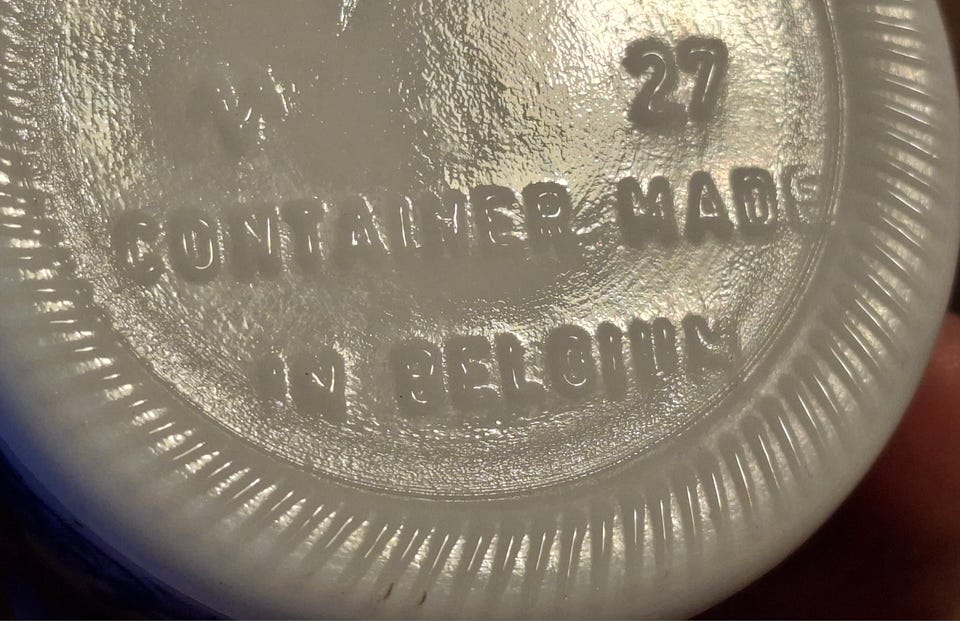 27
CONTAINER MADE
IN BELGIUM